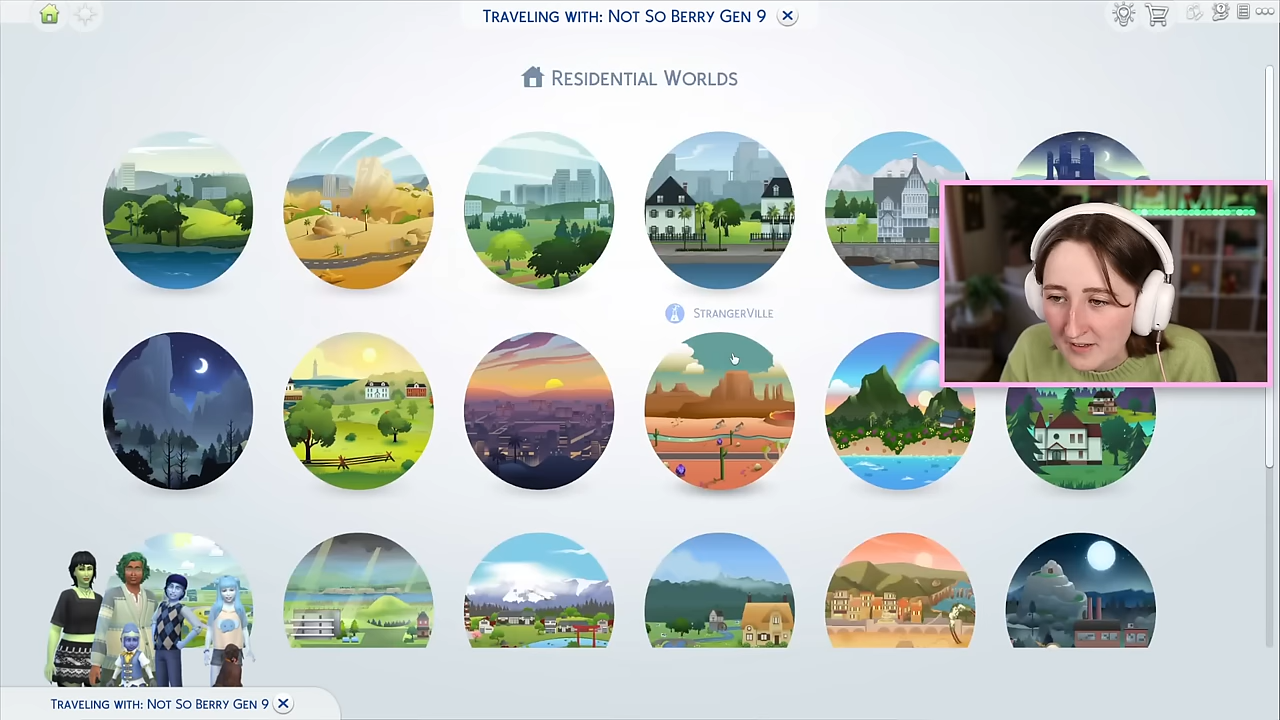 Traveling with: Not So Berry Gen 9
Residential Worlds
StrangerVille
Traveling with: Not So Berry Gen 9